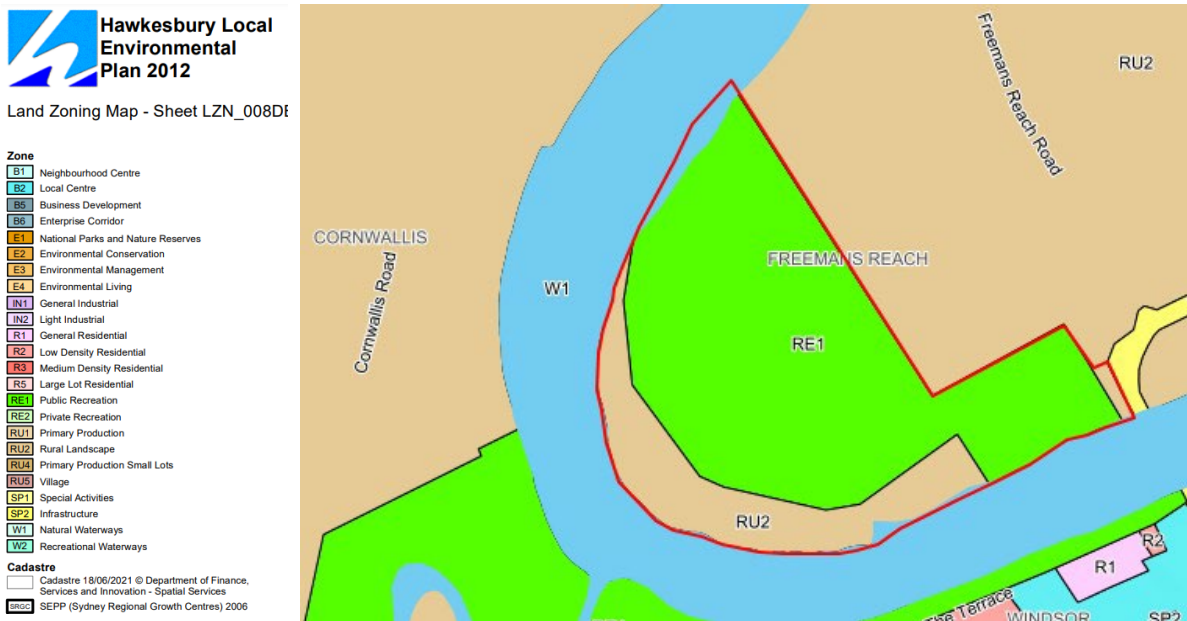 Hawkesbury Local
Environmental
Plan 2012
Land Zoning Map - Sheet LZN_008D
Zone
B1 Neighbourhood Centre
B2 Local Centre
B5 Business Development
B6 Enterprise Corridor
E1 National Parks and Nature Reserves
E2 Environmental Conservation
E3 Environmental Management
E4 Environmental Living
IN1 General Industrial
IN2 Light Industrial
R1 General Residential
R2 Low Density Residential
R3 Medium Density Residential
R5 Large Lot Residential
RE1 Public Recreation
RE2 Private Recreation
RU1 Primary Production
RU2 Rural Landscape
RU4 Primary Production Small Lots
RU5 Village
SP1 Special Activities
SP2 Infrastructure
W1 Natural Waterways
W2 Recreational Waterways
Cadastre
Cadastre 18/06/2021 © Department of Finance,
Services and Innovation - Spatial Services
SRGC SEPP (Sydney Regional Growth Centres) 2006
Freemans Reach Road
RU2
CORNWALLIS
Cornwallis Road
FREEMANS REACH
W1
RE1
RU2
R2
R1
The Terrace
WINDSOR
SP2